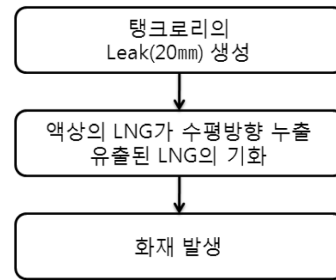 탱크로리의
Leak(20㎜) 생성
액상의 LNG가 수평방향 누출
유출된 LNG의 기화
화재 발생